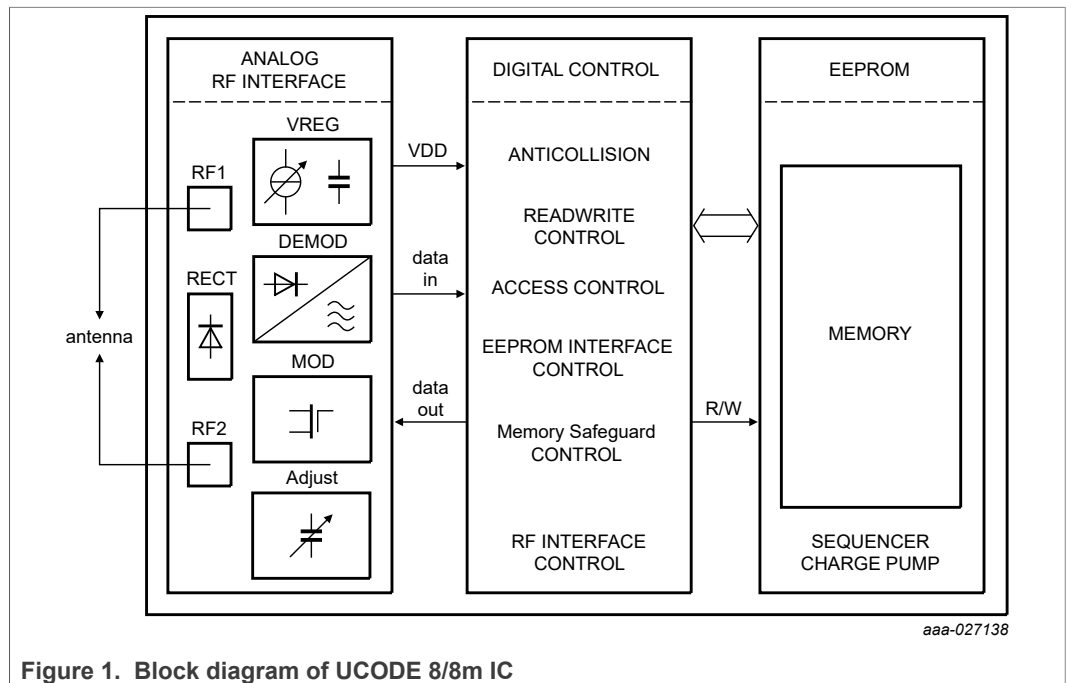 ANALOG
RF INTERFACE
VREG
RF1
DEMOD
RECT
antenna
MOD
RF2
Adjust
VDD
data
in
data
out
DIGITAL CONTROL
ANTICOLLISION
READWRITE
CONTROL
ACCESS CONTROL
EEPROM INTERFACE
CONTROL
Memory Safeguard
CONTROL
RF INTERFACE
CONTROL
R/W
EEPROM
MEMORY
SEQUENCER
CHARGE PUMP
aaa-027138
Figure 1. Block diagram of UCODE 8/8m IC